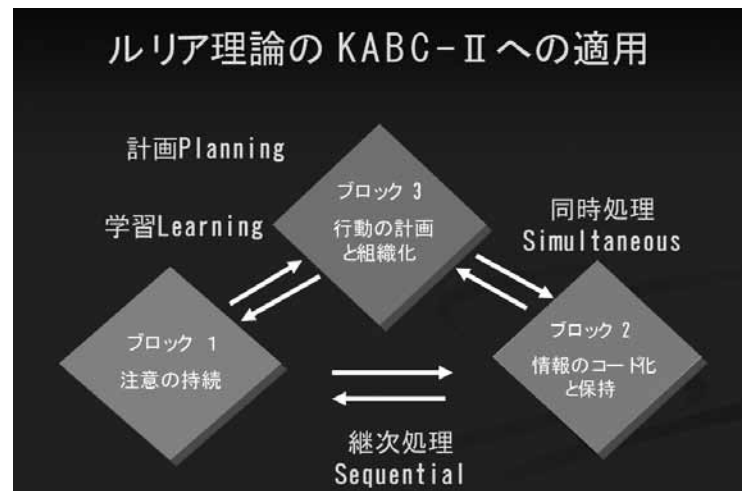 ルリア理論の KABC-Ⅱ への適用
計画Planning
学習Learning
ブロック 3
行動の計画
と組織化
同時処理
Simultaneous
ブロック 1
注意の持続
ブロック 2
情報のコード化
と保持
継次処理
Sequential